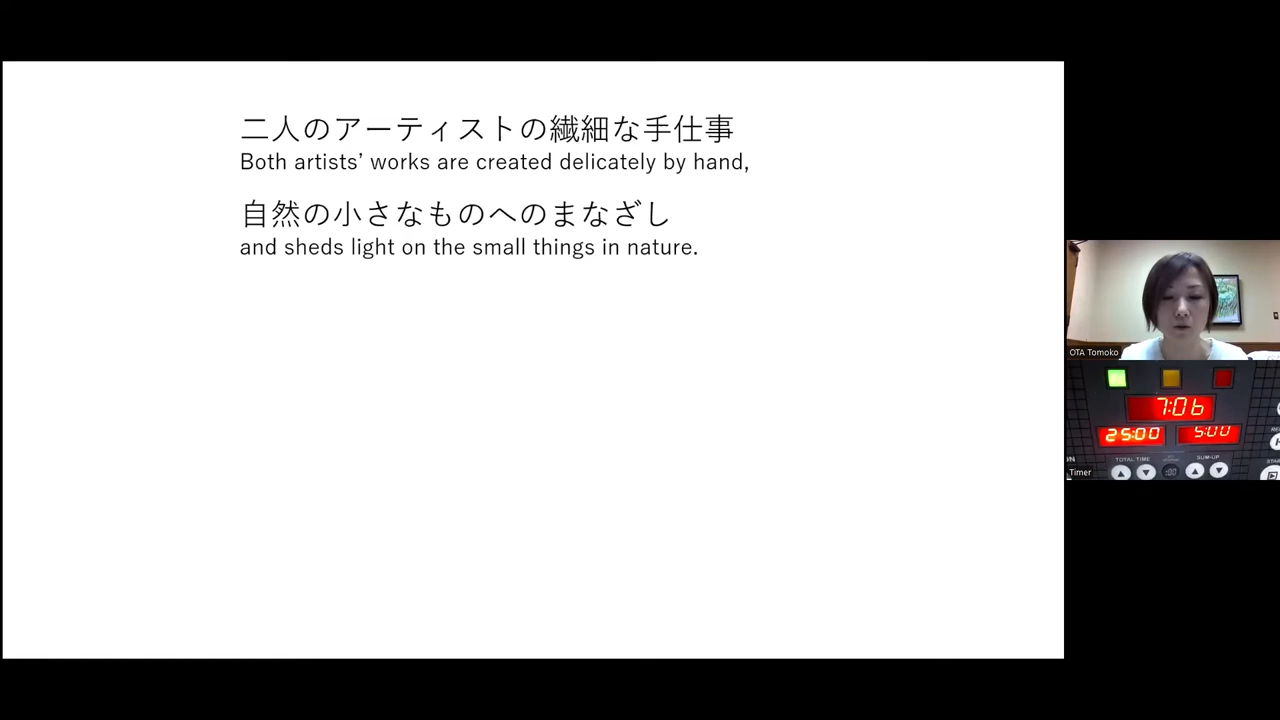 二人のアーティストの繊細な手仕事
Both artists’ works are created delicately by hand,
自然の小さなものへのまなざし
and sheds light on the small things in nature.
OTA Tomoko
7:06
25:00
5:00
TOTAL TIME
SUM-UP
:00
Timer